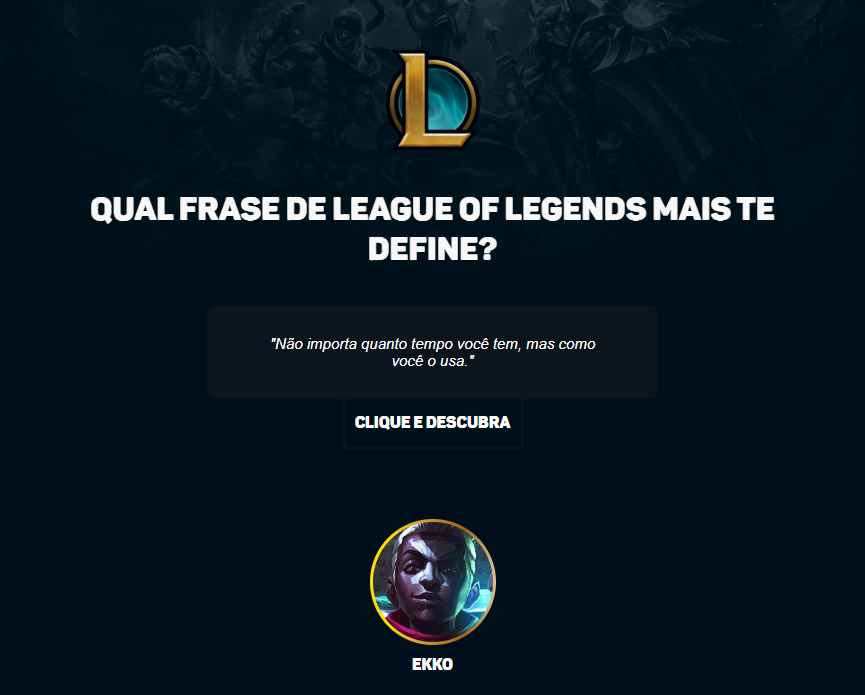 QUAL FRASE DE LEAGUE OF LEGENDS MAIS TE
DEFINE?
"Não importa quanto tempo você tem, mas como
você o usa."
CLIQUE E DESCUBRA
EKKO